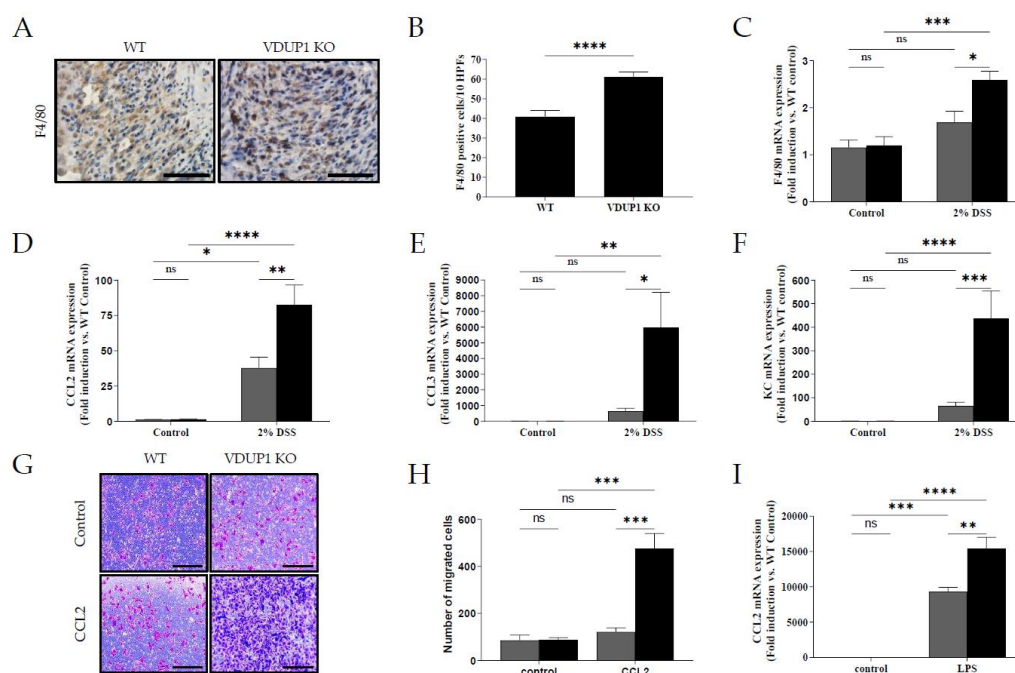 A
WT
VDUP1 KO
F4/80
B
****
F4/80 positive cells/10 HPFs
70
60
50
40
30
20
10
0
WT
VDUP1 KO
C
***
ns
ns
*
F4/80 mRNA expression
(Fold induction vs. WT control)
3
2
1
0
Control
2% DSS
D
****
*
ns
**
CCL2 mRNA expression
(Fold induction vs. WT Control)
100
75
50
25
0
Control
2% DSS
E
**
ns
ns
*
CCL3 mRNA expression
(Fold induction vs. WT Control)
9000
8000
7000
6000
5000
4000
3000
2000
1000
0
Control
2% DSS
F
****
ns
ns
***
KC mRNA expression
(Fold induction vs. WT control)
600
500
400
300
200
100
0
Control
2% DSS
G
WT
VDUP1 KO
Control
CCL2
H
***
ns
ns
***
Number of migrated cells
600
400
200
0
control
CCL2
I
****
***
ns
**
CCL2 mRNA expression
(Fold induction vs. WT Control)
20000
15000
10000
5000
0
control
LPS